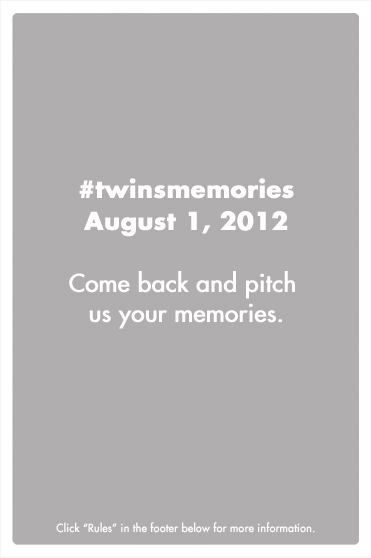 #twinsmemories
August 1, 2012
Come back and pitch
us your memories.
Click “Rules” in the footer below for more information.